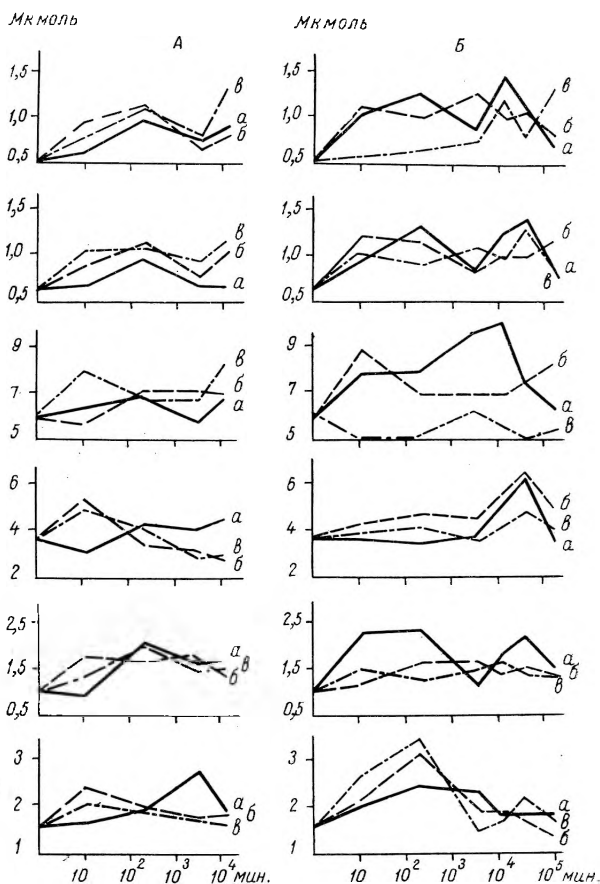 Мкмоль Мкмоль
А Б
1,5 1,0 0,5 в а б
1,5 1,0 0,5 в б а
1,5 1,0 0,5 в б а
1,5 1,0 0,5 б а в
9 7 5 в б а
9 7 5 б а в
6 4 2 а в б
6 4 2 б в а
2,5 1,5 0,5 а в б
2,5 1,5 0,5 а б в
3 2 1 а б в
3 2 1 а в б
10 10² 10³ 10⁴ мин.
10 10² 10³ 10⁴ 10⁵ мин.